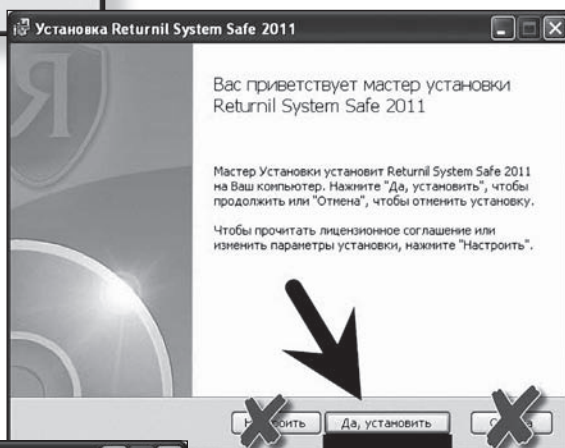 Установка Returnil System Safe 2011
Вас приветствует мастер установки
Returnil System Safe 2011
Мастер Установки установит Returnil System Safe 2011
на Ваш компьютер. Нажмите "Да, установить", чтобы
продолжить или "Отмена", чтобы отменить установку.
Чтобы прочитать лицензионное соглашение или
изменить параметры установки, нажмите "Настроить".
Да, установить